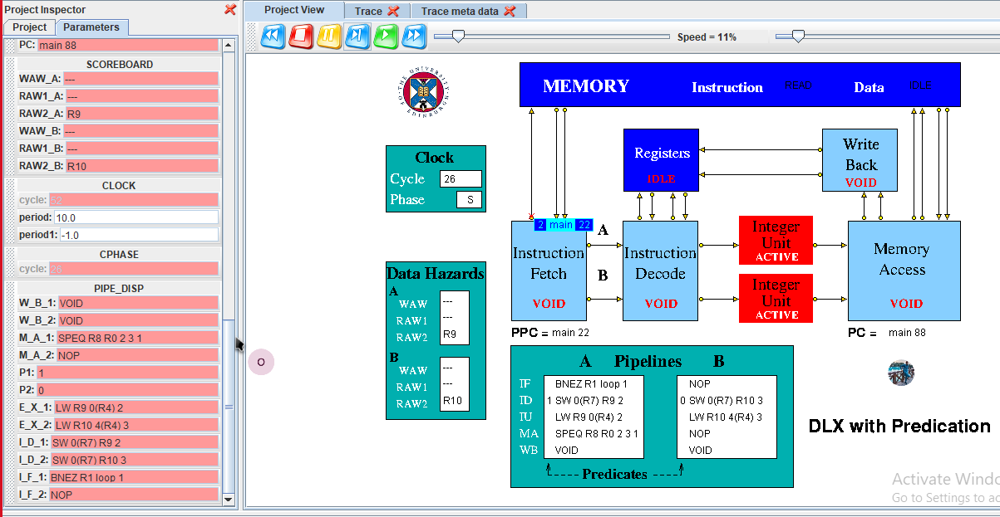 Project Inspector
Project
Parameters
PC: main 88
SCOREBOARD
WAW_A: ---
RAW1_A: ---
RAW2_A: R9
WAW_B: ---
RAW1_B: ---
RAW2_B: R10
CLOCK
cycle: 52
period: 10.0
period1: -1.0
CPHASE
cycle: 26
PIPE_DISP
W_B_1: VOID
W_B_2: VOID
M_A_1: SPEQ R8 R0 2 3 1
M_A_2: NOP
P1: 1
P2: 0
E_X_1: LW R9 0(R4) 2
E_X_2: LW R10 4(R4) 3
I_D_1: SW 0(R7) R9 2
I_D_2: SW 0(R7) R10 3
I_F_1: BNEZ R1 loop 1
I_F_2: NOP
Project View
Trace
Trace meta data
Speed = 11%
THE UNIVERSITY OF EDINBURGH
MEMORY Instruction READ Data IDLE
Clock
Cycle 26
Phase S
Registers
IDLE
Write
Back
VOID
2 main 22
A
B
Instruction
Fetch
VOID
Instruction
Decode
VOID
Integer
Unit
ACTIVE
Integer
Unit
ACTIVE
Memory
Access
VOID
PPC = main 22
PC = main 88
Data Hazards
A
WAW ---
RAW1 ---
RAW2 R9
B
WAW ---
RAW1 ---
RAW2 R10
O
A Pipelines B
IF BNEZ R1 loop 1 NOP
ID 1 SW 0(R7) R9 2 0 SW 0(R7) R10 3
IU LW R9 0(R4) 2 LW R10 4(R4) 3
MA SPEQ R8 R0 2 3 1 NOP
WB VOID VOID
Predicates
DLX with Predication
Activate Windo
Go to Settings to ac